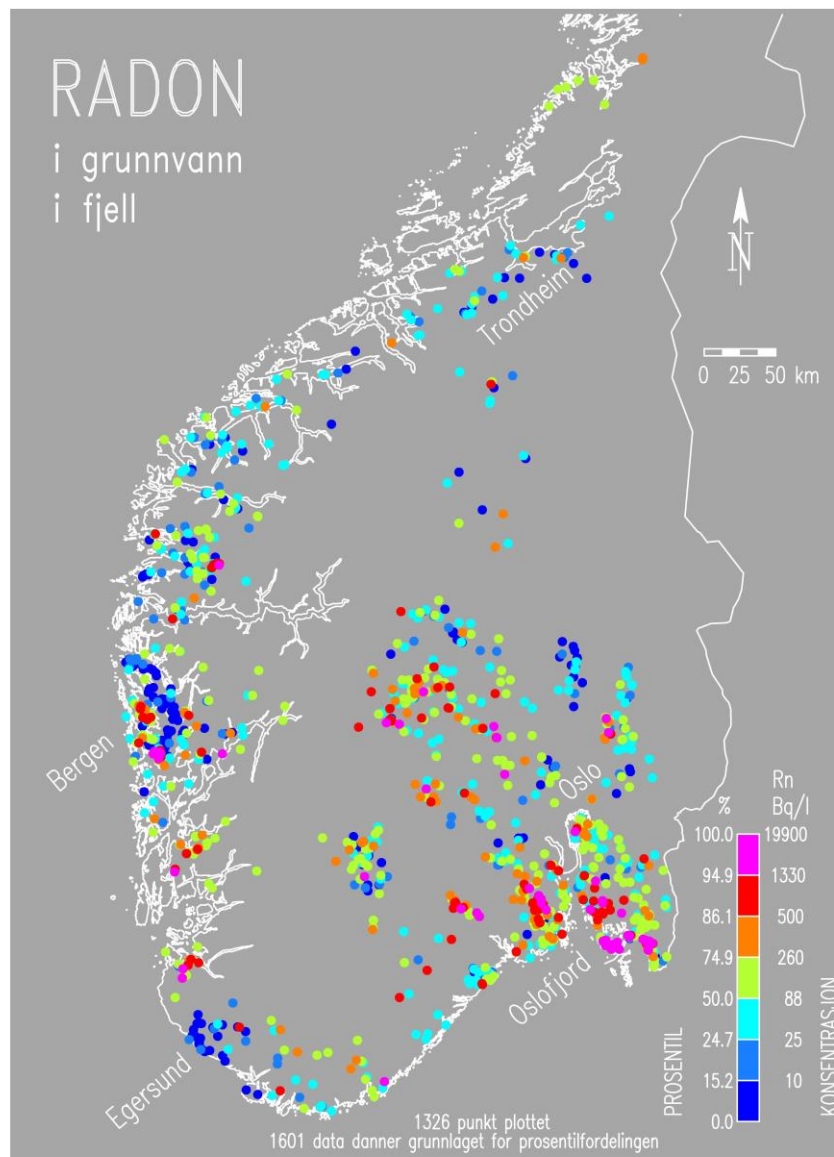 RADON
i grunnvann
i fjell
N
0 25 50 km
Trondheim
Bergen
Oslo
Oslofjord
Egersund
% Rn Bq/l
100.0 19900
94.9 1330
86.1 500
74.9 260
50.0 88
24.7 25
15.2 10
0.0
PROSENTIL
KONSENTRASJON
1326 punkt plottet
1601 data danner grunnlaget for prosentilfordelingen